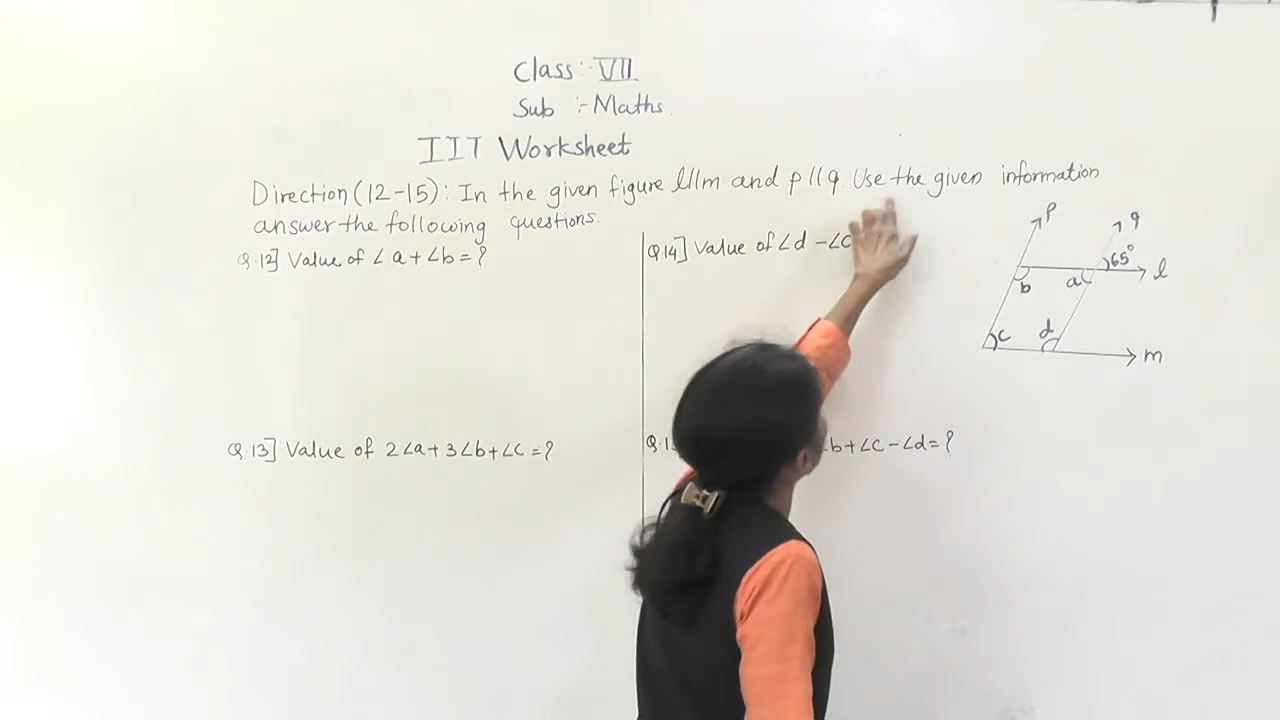 Class:- VII
Sub :- Maths.
IIT Worksheet
Direction (12-15): In the given figure l||m and p||q. Use the given information
answer the following questions.
Q.12] Value of ∠a+∠b=?
Q.14] Value of ∠d-∠c
Q.13] Value of 2∠a+3∠b+∠c=?
Q.1
b+∠c-∠d=?
p
q
65°
l
b
a
c
d
m